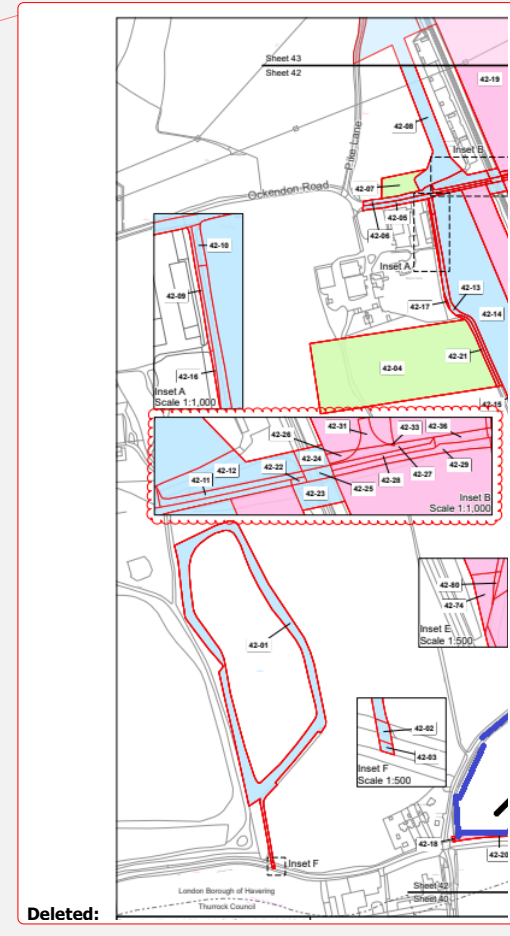 Sheet 43
Sheet 42
42-19
42-08
Pike Lane
Inset B
42-07
Ockendon Road
42-05
42-06
42-10
Inset A
42-09
42-13
42-17
42-14
42-21
42-04
42-16
Inset A
Scale 1:1,000
42-15
42-31
42-33
42-36
42-26
42-24
42-12
42-22
42-27
42-29
42-11
42-28
42-25
42-23
Inset B
Scale 1:1,000
42-80
42-74
42-01
Inset E
Scale 1:500
42-02
42-03
Inset F
Scale 1:500
42-18
42-20
Inset F
London Borough of Havering
Thurrock Council
Sheet 42
Sheet 40
Deleted: